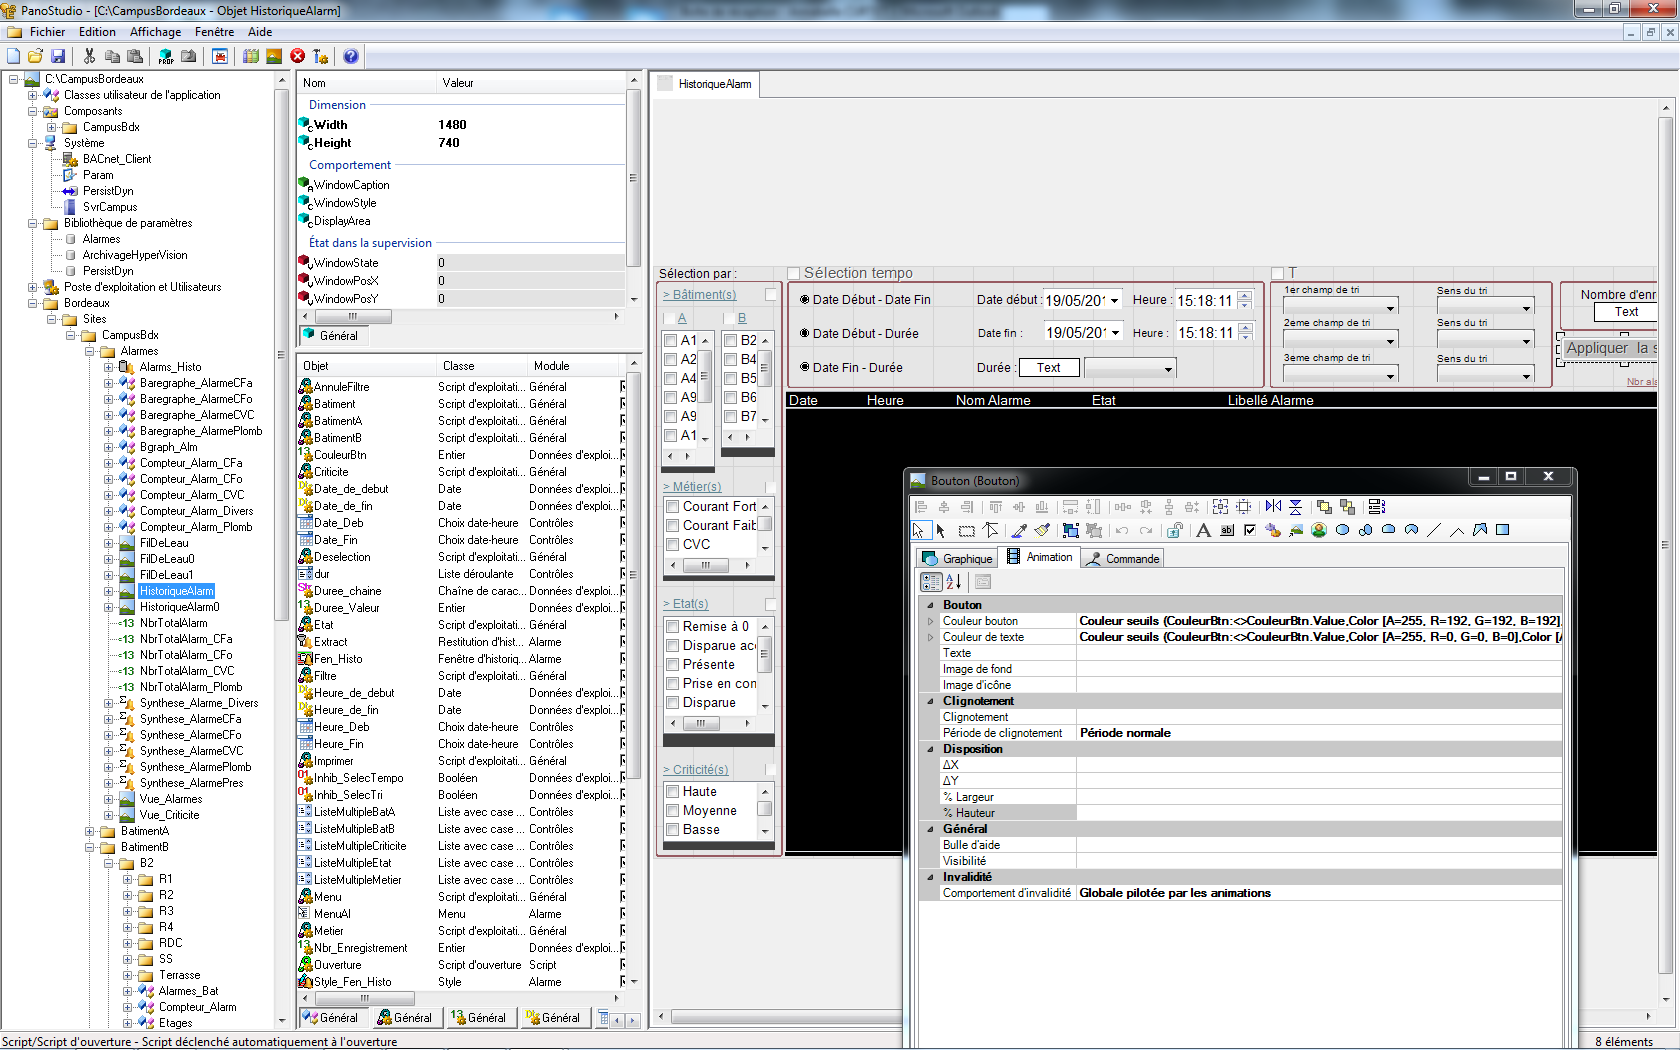 PanoStudio - [C:\CampusBordeaux - Objet HistoriqueAlarm]
Fichier Edition Affichage Fenêtre Aide
PROP
C:\CampusBordeaux
Classes utilisateur de l'application
Composants
CampusBdx
Système
BACnet_Client
Param
PersistDyn
SvrCampus
Bibliothèque de paramètres
Alarmes
ArchivageHyperVision
PersistDyn
Poste d'exploitation et Utilisateurs
Bordeaux
Sites
CampusBdx
Alarmes
Alarms_Histo
Baregraphe_AlarmeCFa
Baregraphe_AlarmeCFo
Baregraphe_AlarmeCVC
Baregraphe_AlarmePlomb
Bgraph_Alm
Compteur_Alarm_CFa
Compteur_Alarm_CFo
Compteur_Alarm_CVC
Compteur_Alarm_Divers
Compteur_Alarm_Plomb
FilDeLeau
FilDeLeau0
FilDeLeau1
HistoriqueAlarm
HistoriqueAlarm0
NbrTotalAlarm
NbrTotalAlarm_CFa
NbrTotalAlarm_CFo
NbrTotalAlarm_CVC
NbrTotalAlarm_Plomb
Synthese_Alarme_Divers
Synthese_AlarmeCFa
Synthese_AlarmeCFo
Synthese_AlarmeCVC
Synthese_AlarmePlomb
Synthese_AlarmePres
Vue_Alarmes
Vue_Criticite
BatimentA
BatimentB
B2
R1
R2
R3
R4
RDC
SS
Terrasse
Alarmes_Bat
Compteur_Alarm
Etages
Nom Valeur
Dimension
Width 1480
Height 740
Comportement
WindowCaption
WindowStyle
DisplayArea
État dans la supervision
WindowState 0
WindowPosX 0
WindowPosY 0
Général
Objet Classe Module
AnnuleFiltre Script d'exploitati... Général
Batiment Script d'exploitati... Général
BatimentA Script d'exploitati... Général
BatimentB Script d'exploitati... Général
CouleurBtn Entier Données d'exploi...
Criticite Script d'exploitati... Général
Date_de_debut Date Données d'exploi...
Date_de_fin Date Données d'exploi...
Date_Deb Choix date-heure Contrôles
Date_Fin Choix date-heure Contrôles
Deselection Script d'exploitati... Général
dur Liste déroulante Contrôles
Duree_chaine Chaîne de carac... Données d'exploi...
Duree_Valeur Entier Données d'exploi...
Etat Script d'exploitati... Général
Extract Restitution d'hist... Alarme
Fen_Histo Fenêtre d'historiq... Alarme
Filtre Script d'exploitati... Général
Heure_de_debut Date Données d'exploi...
Heure_de_fin Date Données d'exploi...
Heure_Deb Choix date-heure Contrôles
Heure_Fin Choix date-heure Contrôles
Imprimer Script d'exploitati... Général
Inhib_SelecTempo Booléen Données d'exploi...
Inhib_SelecTri Booléen Données d'exploi...
ListeMultipleBatA Liste avec case ... Contrôles
ListeMultipleBatB Liste avec case ... Contrôles
ListeMultipleCriticite Liste avec case ... Contrôles
ListeMultipleEtat Liste avec case ... Contrôles
ListeMultipleMetier Liste avec case ... Contrôles
Menu Script d'exploitati... Général
MenuAl Menu Alarme
Metier Script d'exploitati... Général
Nbr_Enregistrement Entier Données d'exploi...
Ouverture Script d'ouverture Script
Style_Fen_Histo Style Alarme
Général Général Général Général
HistoriqueAlarm
Sélection par :
> Bâtiment(s)
A B
A1 B2
A2 B4
A4 B5
A9 B6
A9 B7
A1
> Métier(s)
Courant Fort
Courant Faib
CVC
> Etat(s)
Remise à 0
Disparue acc
Présente
Prise en con
Disparue
> Criticité(s)
Haute
Moyenne
Basse
Sélection tempo
Date Début - Date Fin Date début : 19/05/201 Heure : 15:18:11
Date Début - Durée Date fin : 19/05/201 Heure : 15:18:11
Date Fin - Durée Durée : Text
T
1er champ de tri Sens du tri
2eme champ de tri Sens du tri
3eme champ de tri Sens du tri
Nombre d'enre
Text
Appliquer la s
Nbr ala
Date Heure Nom Alarme Etat Libellé Alarme
Bouton (Bouton)
Graphique Animation Commande
Bouton
Couleur bouton Couleur seuils (CouleurBtn:<>CouleurBtn.Value,Color [A=255, R=192, G=192, B=192],
Couleur de texte Couleur seuils (CouleurBtn:<>CouleurBtn.Value,Color [A=255, R=0, G=0, B=0],Color [A
Texte
Image de fond
Image d'icône
Clignotement
Clignotement
Période de clignotement Période normale
Disposition
ΔX
ΔY
% Largeur
% Hauteur
Général
Bulle d'aide
Visibilité
Invalidité
Comportement d'invalidité Globale pilotée par les animations
Script/Script d'ouverture - Script déclenché automatiquement à l'ouverture
8 éléments